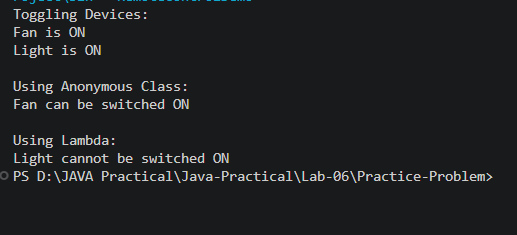 Toggling Devices:
Fan is ON
Light is ON

Using Anonymous Class:
Fan can be switched ON

Using Lambda:
Light cannot be switched ON
PS D:\JAVA Practical\Java-Practical\Lab-06\Practice-Problem>